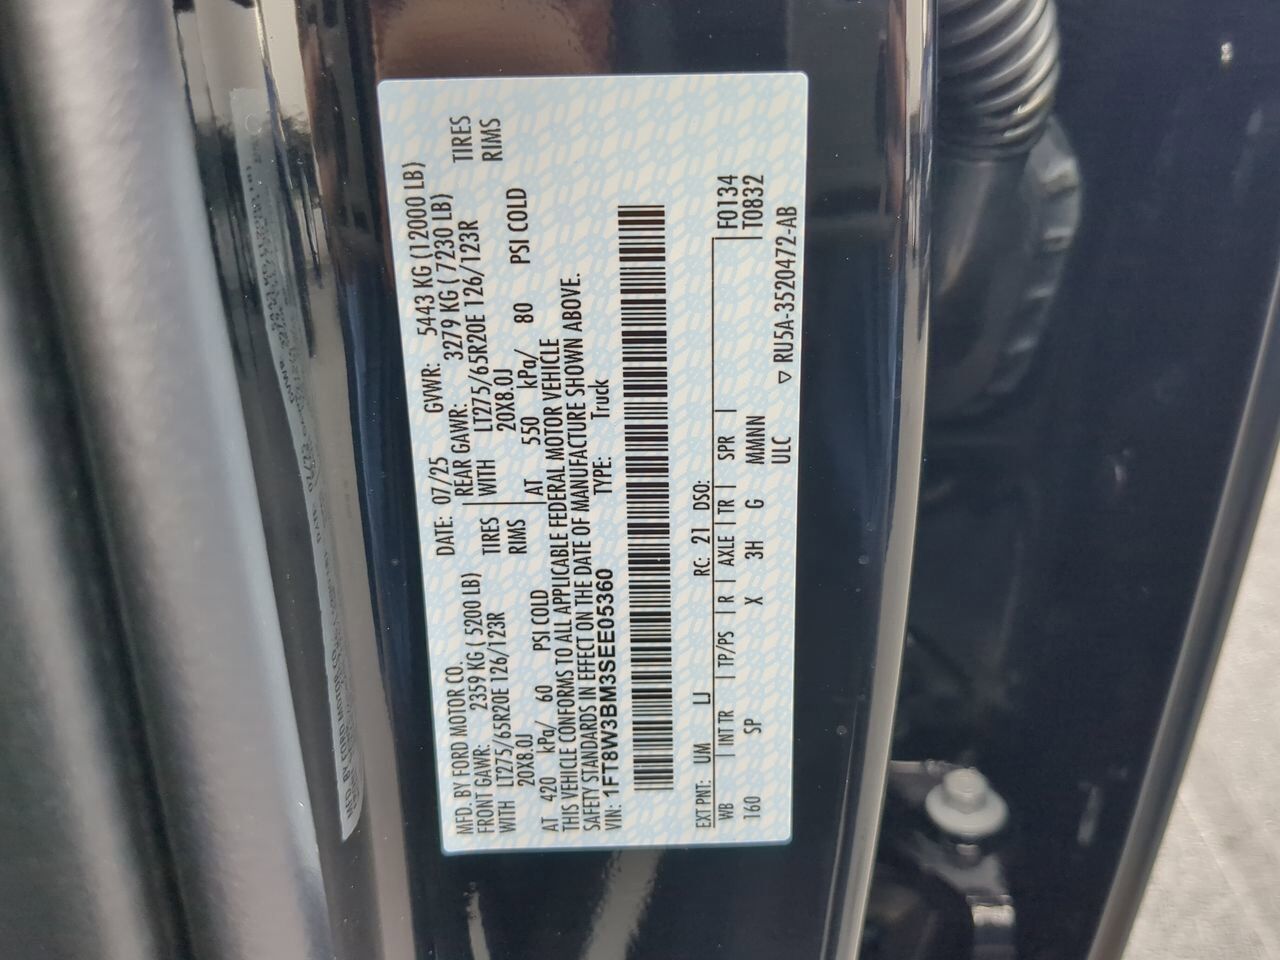 MFD. BY FORD MOTOR CO.
DATE: 07/25 GVWR: 5443 KG (12000 LB)
FRONT GAWR: 2359 KG ( 5200 LB)
REAR GAWR: 3279 KG ( 7230 LB)
WITH LT275/65R20E 126/123R TIRES
WITH LT275/65R20E 126/123R TIRES
20X8.0J RIMS
20X8.0J RIMS
AT 420 kPa/ 60 PSI COLD
AT 550 kPa/ 80 PSI COLD
THIS VEHICLE CONFORMS TO ALL APPLICABLE FEDERAL MOTOR VEHICLE
SAFETY STANDARDS IN EFFECT ON THE DATE OF MANUFACTURE SHOWN ABOVE.
VIN: 1FT8W3BM3SEE05360 TYPE: Truck
EXT PNT: UM LJ RC: 21 DSO: F0134
WB INT TR TP/PS R AXLE TR SPR T0832
160 SP X 3H G MMNN
ULC ▽ RU5A-3520472-AB